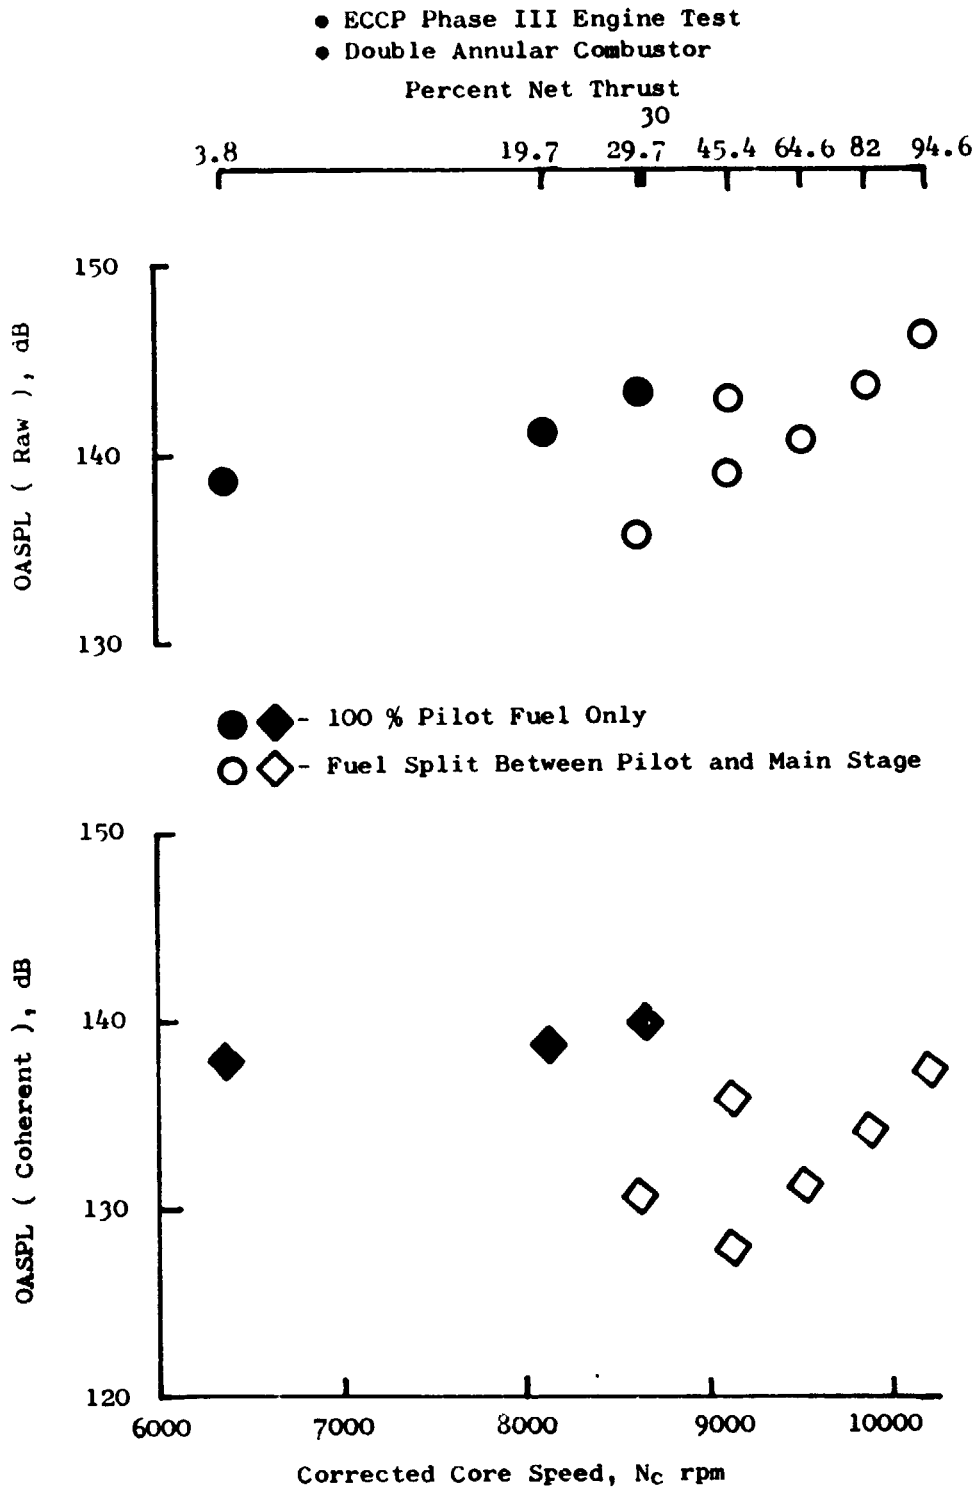 • ECCP Phase III Engine Test
• Double Annular Combustor
Percent Net Thrust
30
3.8 19.7 29.7 45.4 64.6 82 94.6
150
140
130
OASPL ( Raw ), dB
100 % Pilot Fuel Only
Fuel Split Between Pilot and Main Stage
150
140
130
120
OASPL ( Coherent ), dB
6000 7000 8000 9000 10000
Corrected Core Speed, Nc rpm